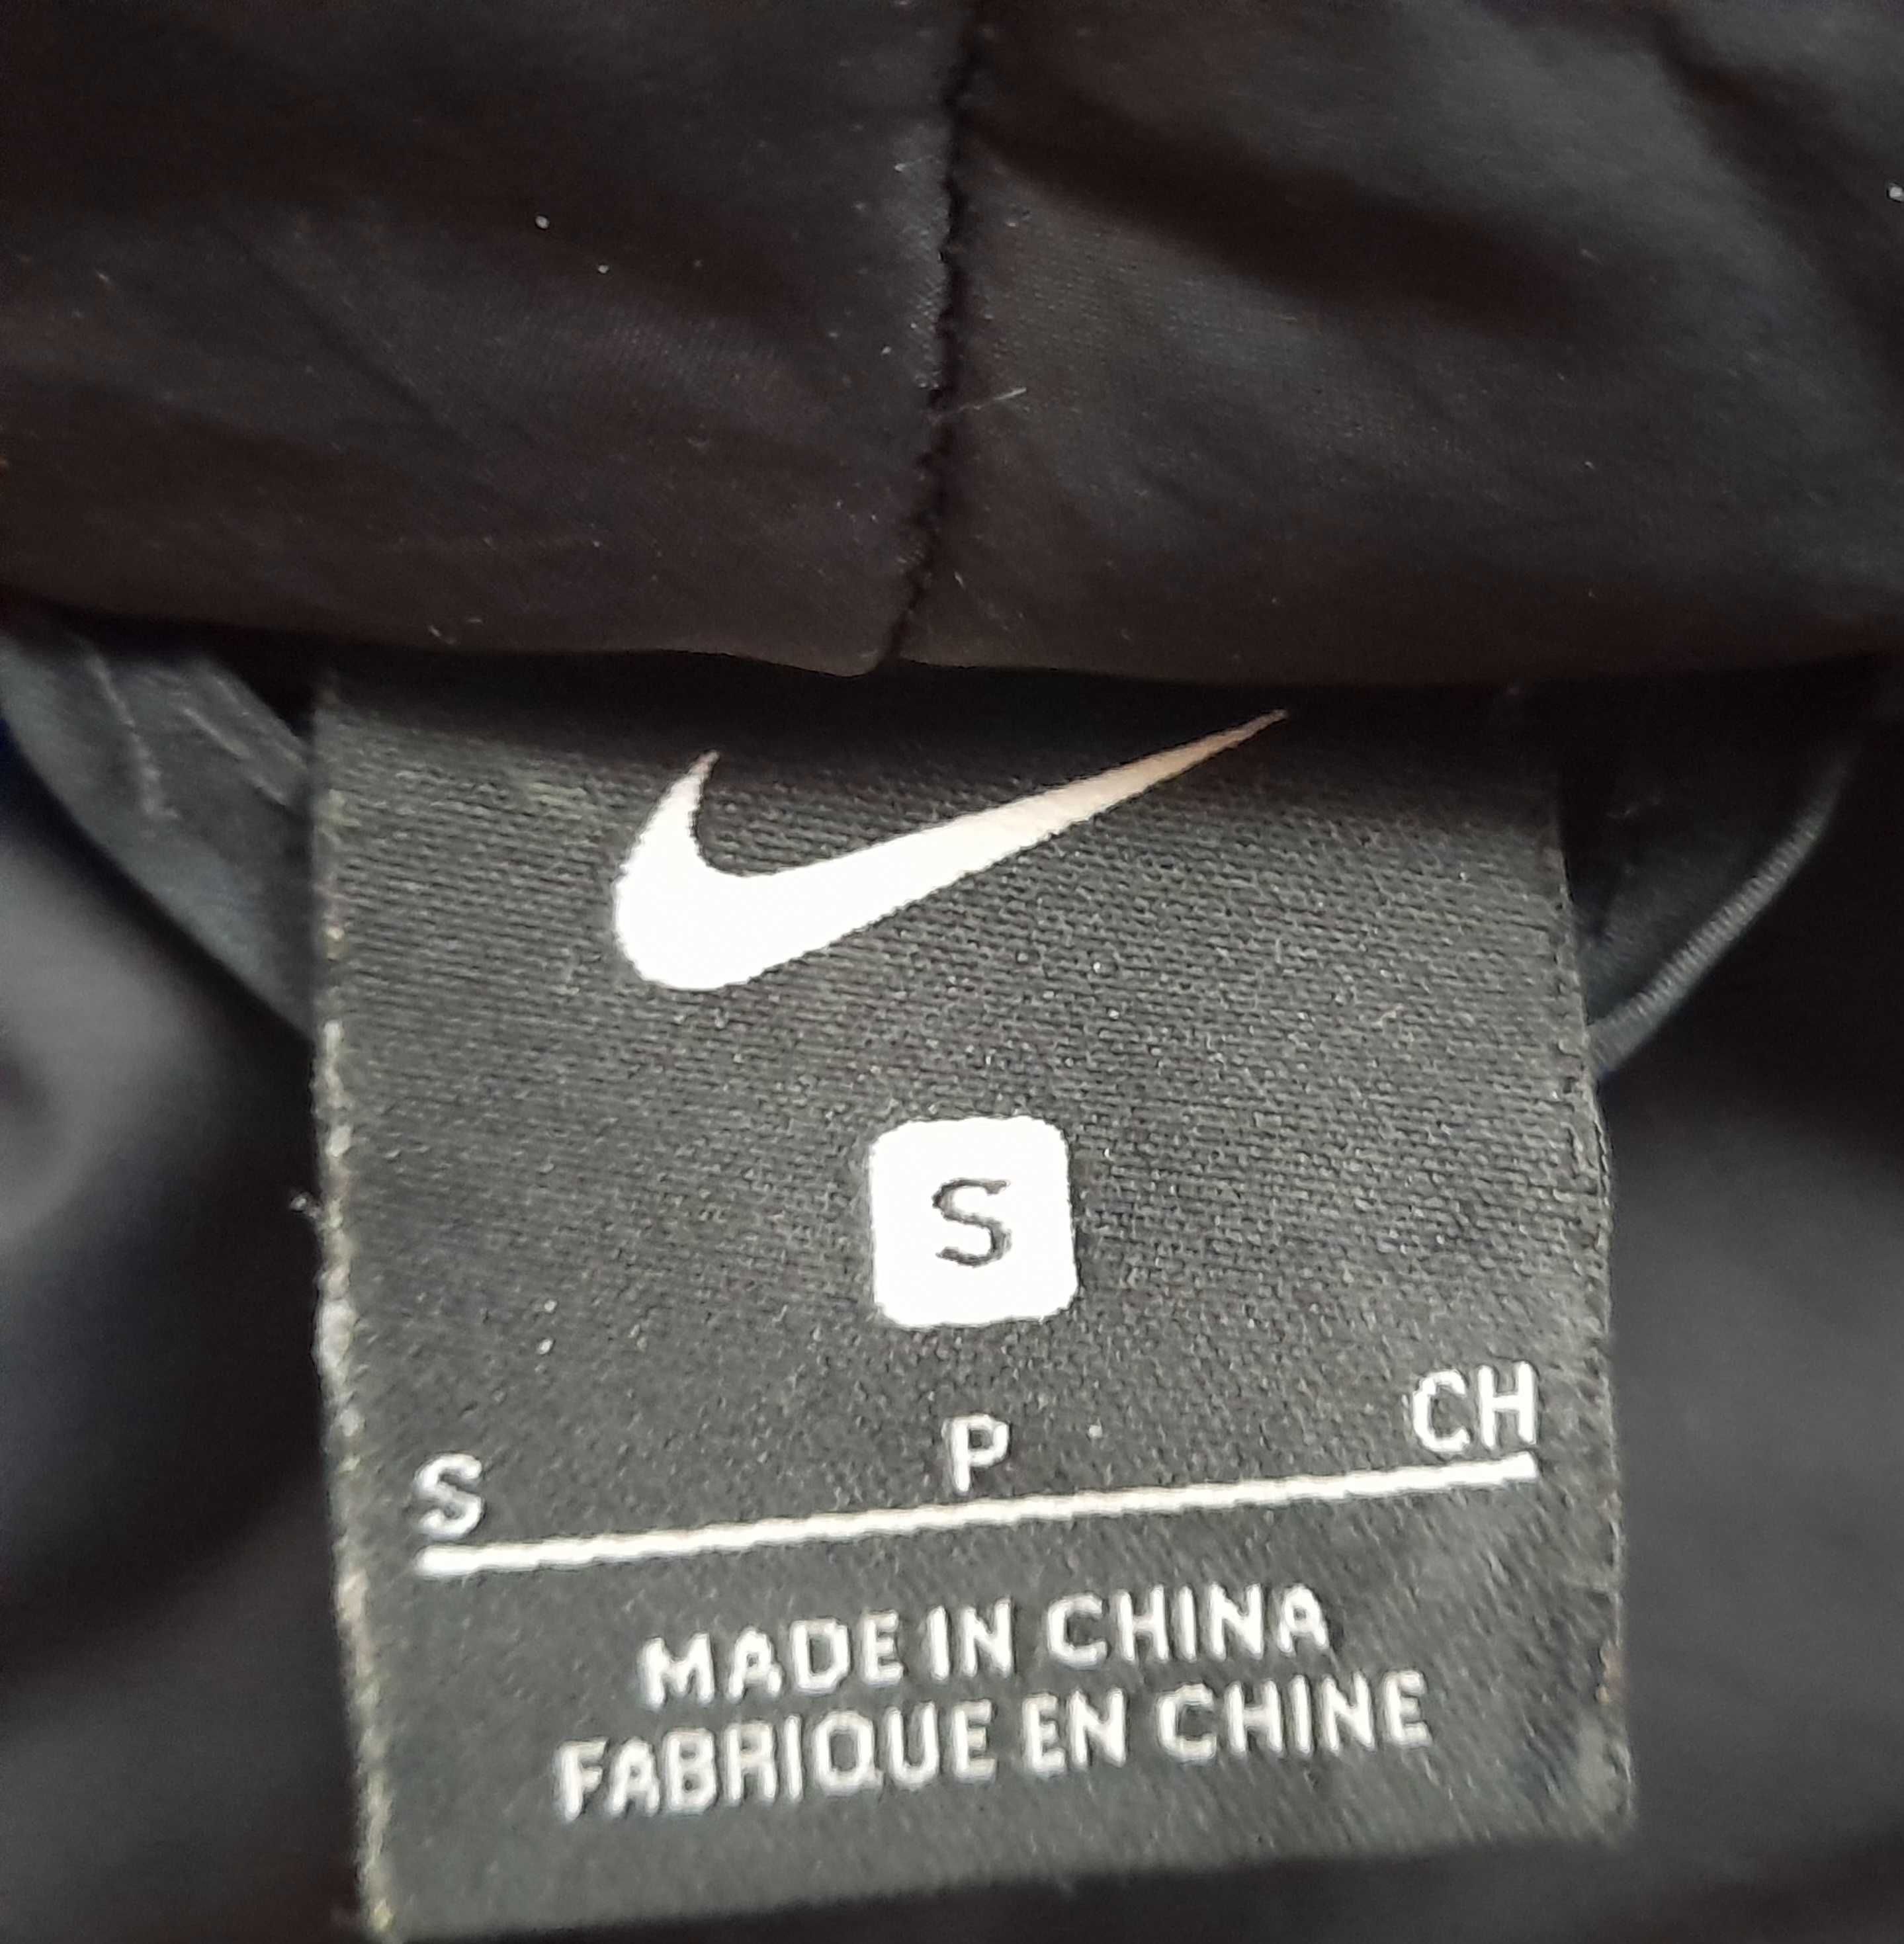 S
S P CH
MADE IN CHINA
FABRIQUE EN CHINE